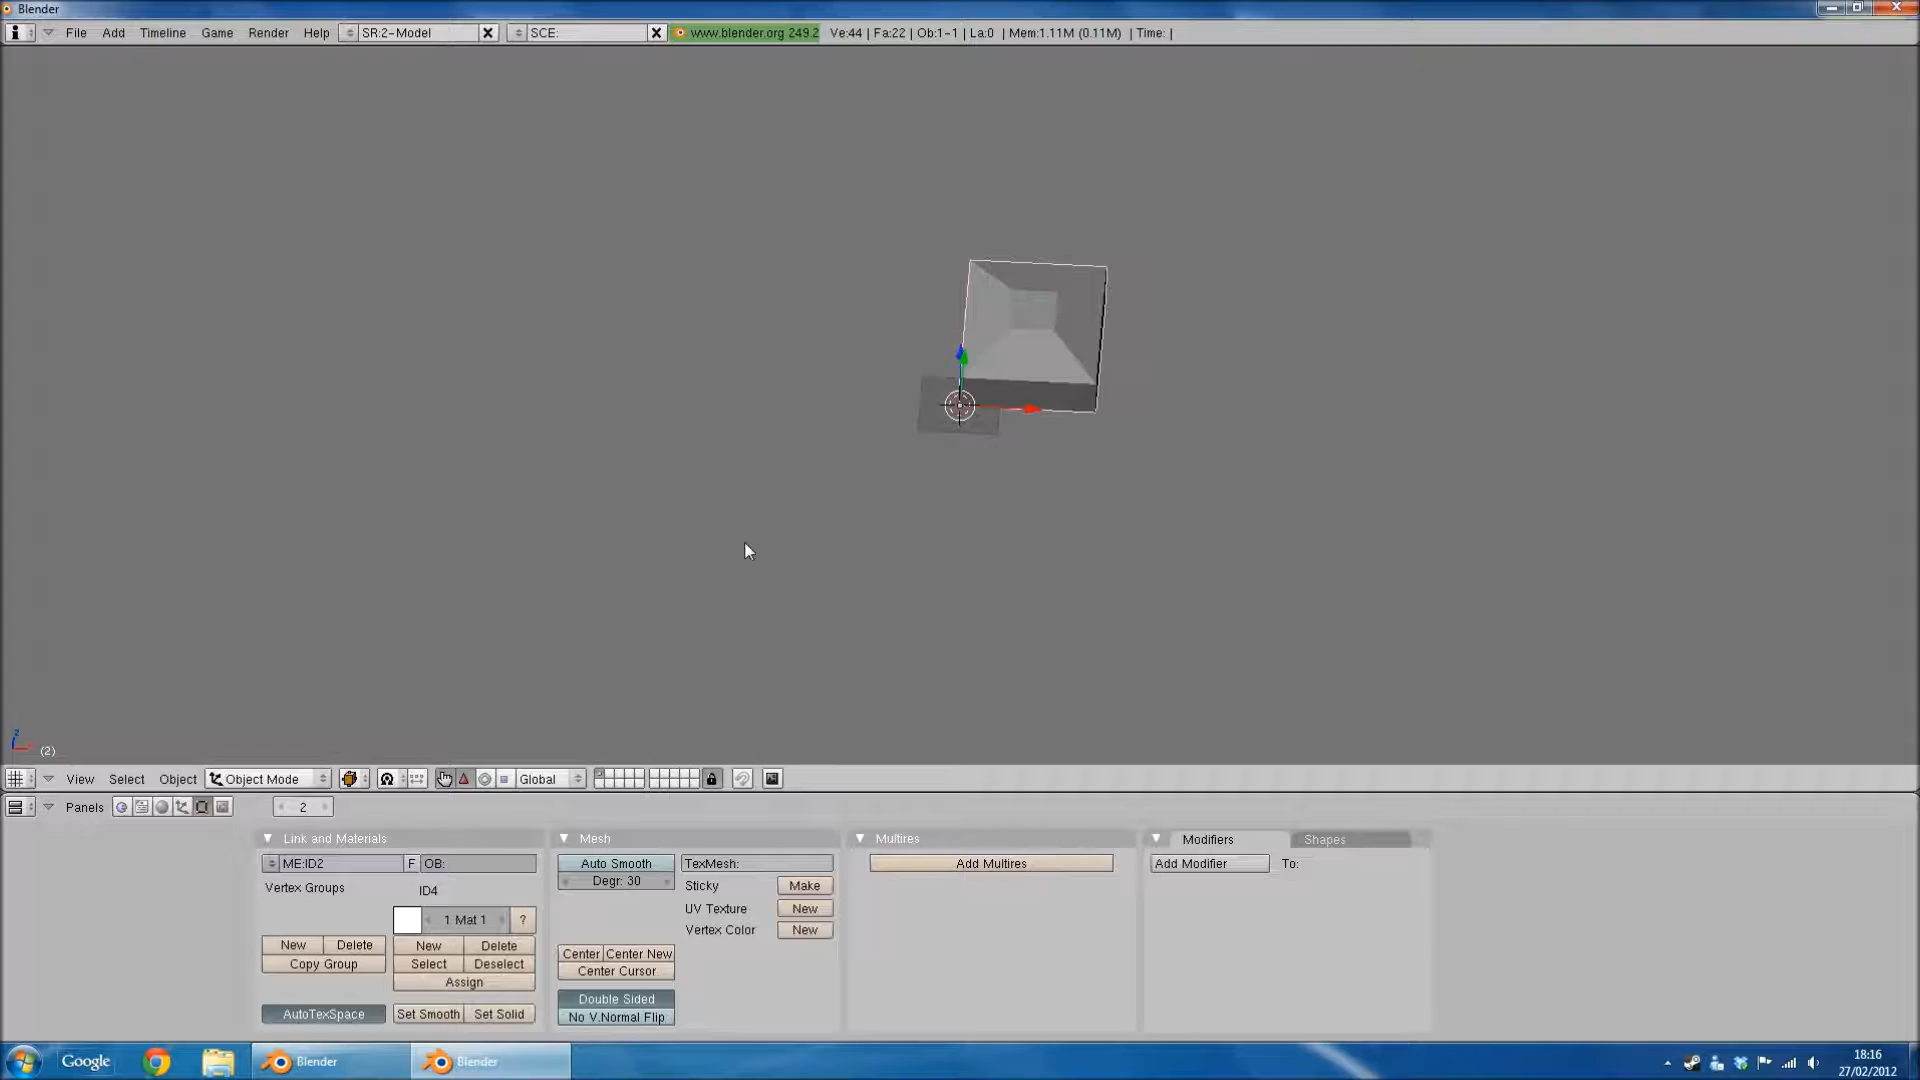 Blender
File Add Timeline Game Render Help SR:2-Model SCE: www.blender.org 249.2 Ve:44 | Fa:22 | Ob:1-1 | La:0 | Mem:1.11M (0.11M) | Time: |
z
(2)
View Select Object Object Mode Global
Panels 2
Link and Materials Mesh Multires Modifiers Shapes
ME:ID2 F OB: Auto Smooth TexMesh: Add Multires Add Modifier To:
Degr: 30
Vertex Groups ID4 Sticky Make
UV Texture New
1 Mat 1 ?
Vertex Color New
New Delete New Delete
Center Center New
Copy Group Select Deselect
Center Cursor
Assign
Double Sided
AutoTexSpace Set Smooth Set Solid No V.Normal Flip
Google Blender Blender
18:16
27/02/2012